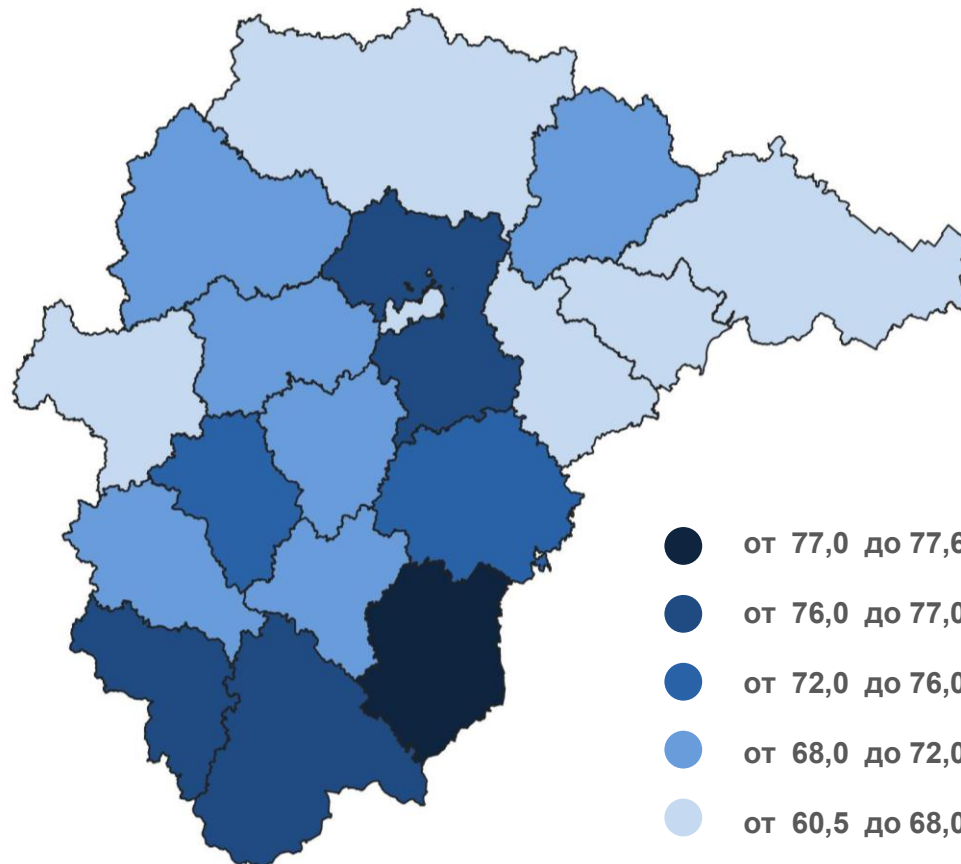 от 77,0 до 77,6
от 76,0 до 77,0
от 72,0 до 76,0
от 68,0 до 72,0
от 60,5 до 68,0